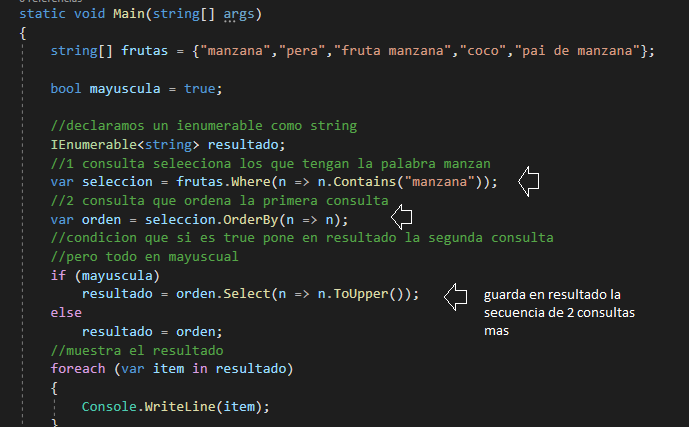 static void Main(string[] args)
{
string[] frutas = {"manzana","pera","fruta manzana","coco","pai de manzana"};
bool mayuscula = true;
//declaramos un ienumerable como string
IEnumerable<string> resultado;
//1 consulta seleeciona los que tengan la palabra manzan
var seleccion = frutas.Where(n => n.Contains("manzana"));
//2 consulta que ordena la primera consulta
var orden = seleccion.OrderBy(n => n);
//condicion que si es true pone en resultado la segunda consulta
//pero todo en mayuscual
if (mayuscula)
resultado = orden.Select(n => n.ToUpper());
guarda en resultado la
secuencia de 2 consultas
mas
else
resultado = orden;
//muestra el resultado
foreach (var item in resultado)
{
Console.WriteLine(item);
}